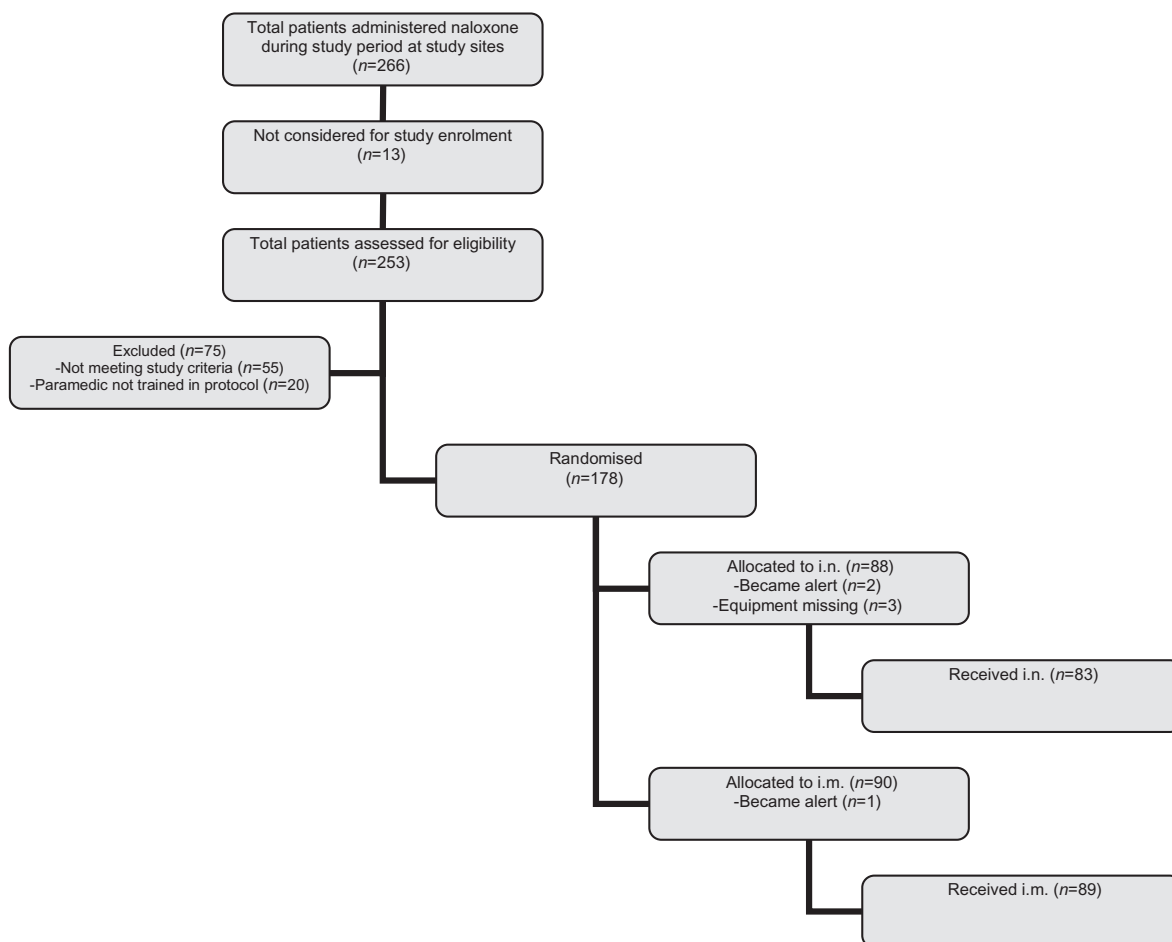 Total patients administered naloxone
during study period at study sites
(n=266)
Not considered for study enrolment
(n=13)
Total patients assessed for eligibility
(n=253)
Excluded (n=75)
-Not meeting study criteria (n=55)
-Paramedic not trained in protocol (n=20)
Randomised
(n=178)
Allocated to i.n. (n=88)
-Became alert (n=2)
-Equipment missing (n=3)
Received i.n. (n=83)
Allocated to i.m. (n=90)
-Became alert (n=1)
Received i.m. (n=89)